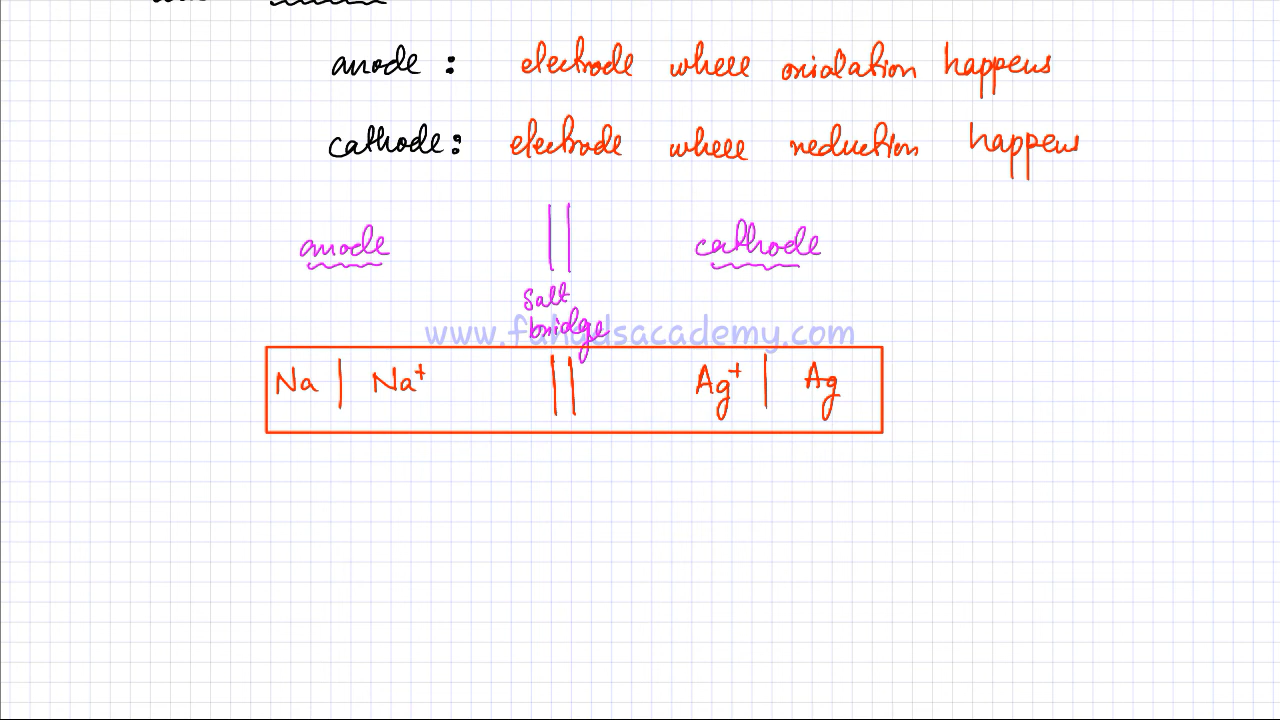 anode : electrode where oxidation happens
cathode : electrode where reduction happens
anode || cathode
salt
bridge
www.fahadsacademy.com
Na | Na⁺ || Ag⁺ | Ag